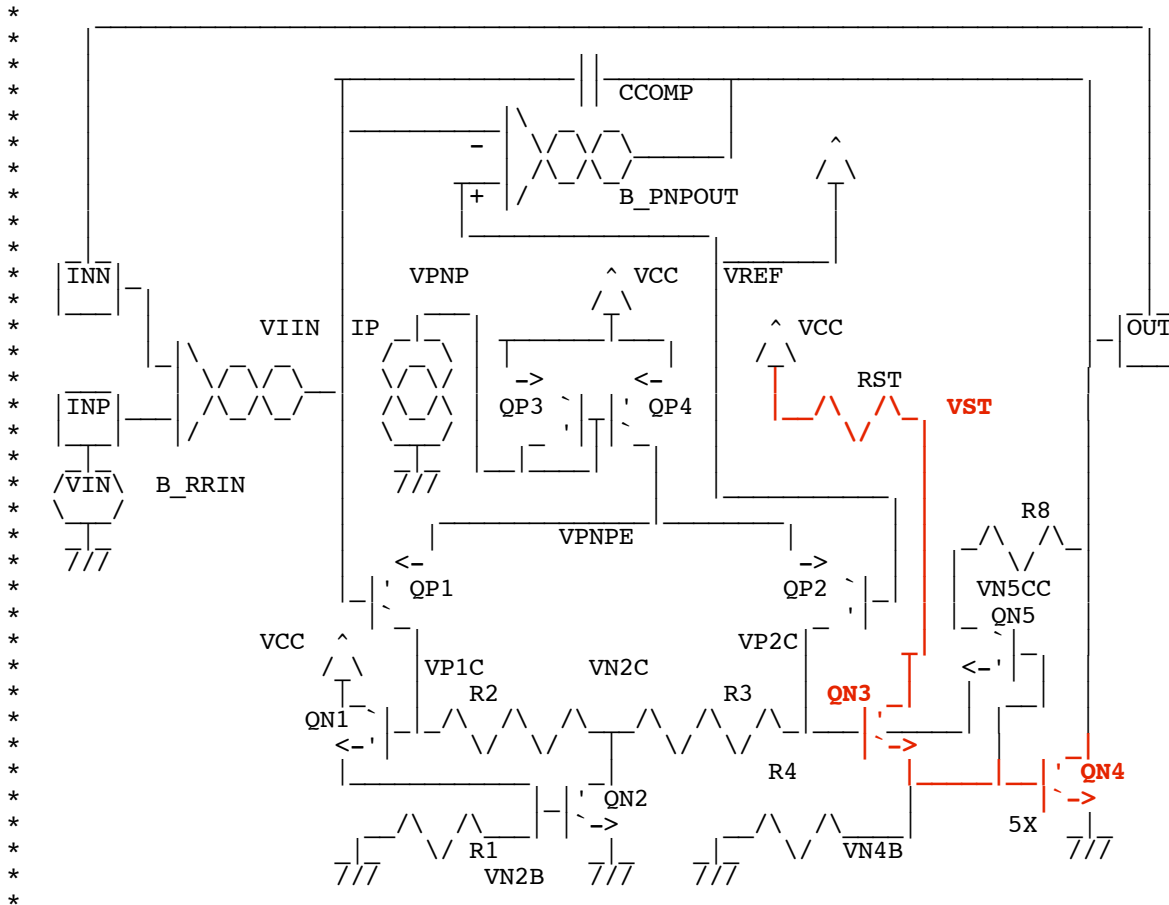 CCOMP
-
+ B_PNPOUT
INN VPNP VCC VREF
VIIN IP VCC OUT
RST
INP QP3 QP4 VST
VIN B_RRIN
R8
VPNPE
QP1 QP2 VN5CC
QN5
VCC VP2C
VP1C VN2C
R2 QN3 R3
QN1
R4 QN4
QN2
5X
R1 VN4B
VN2B